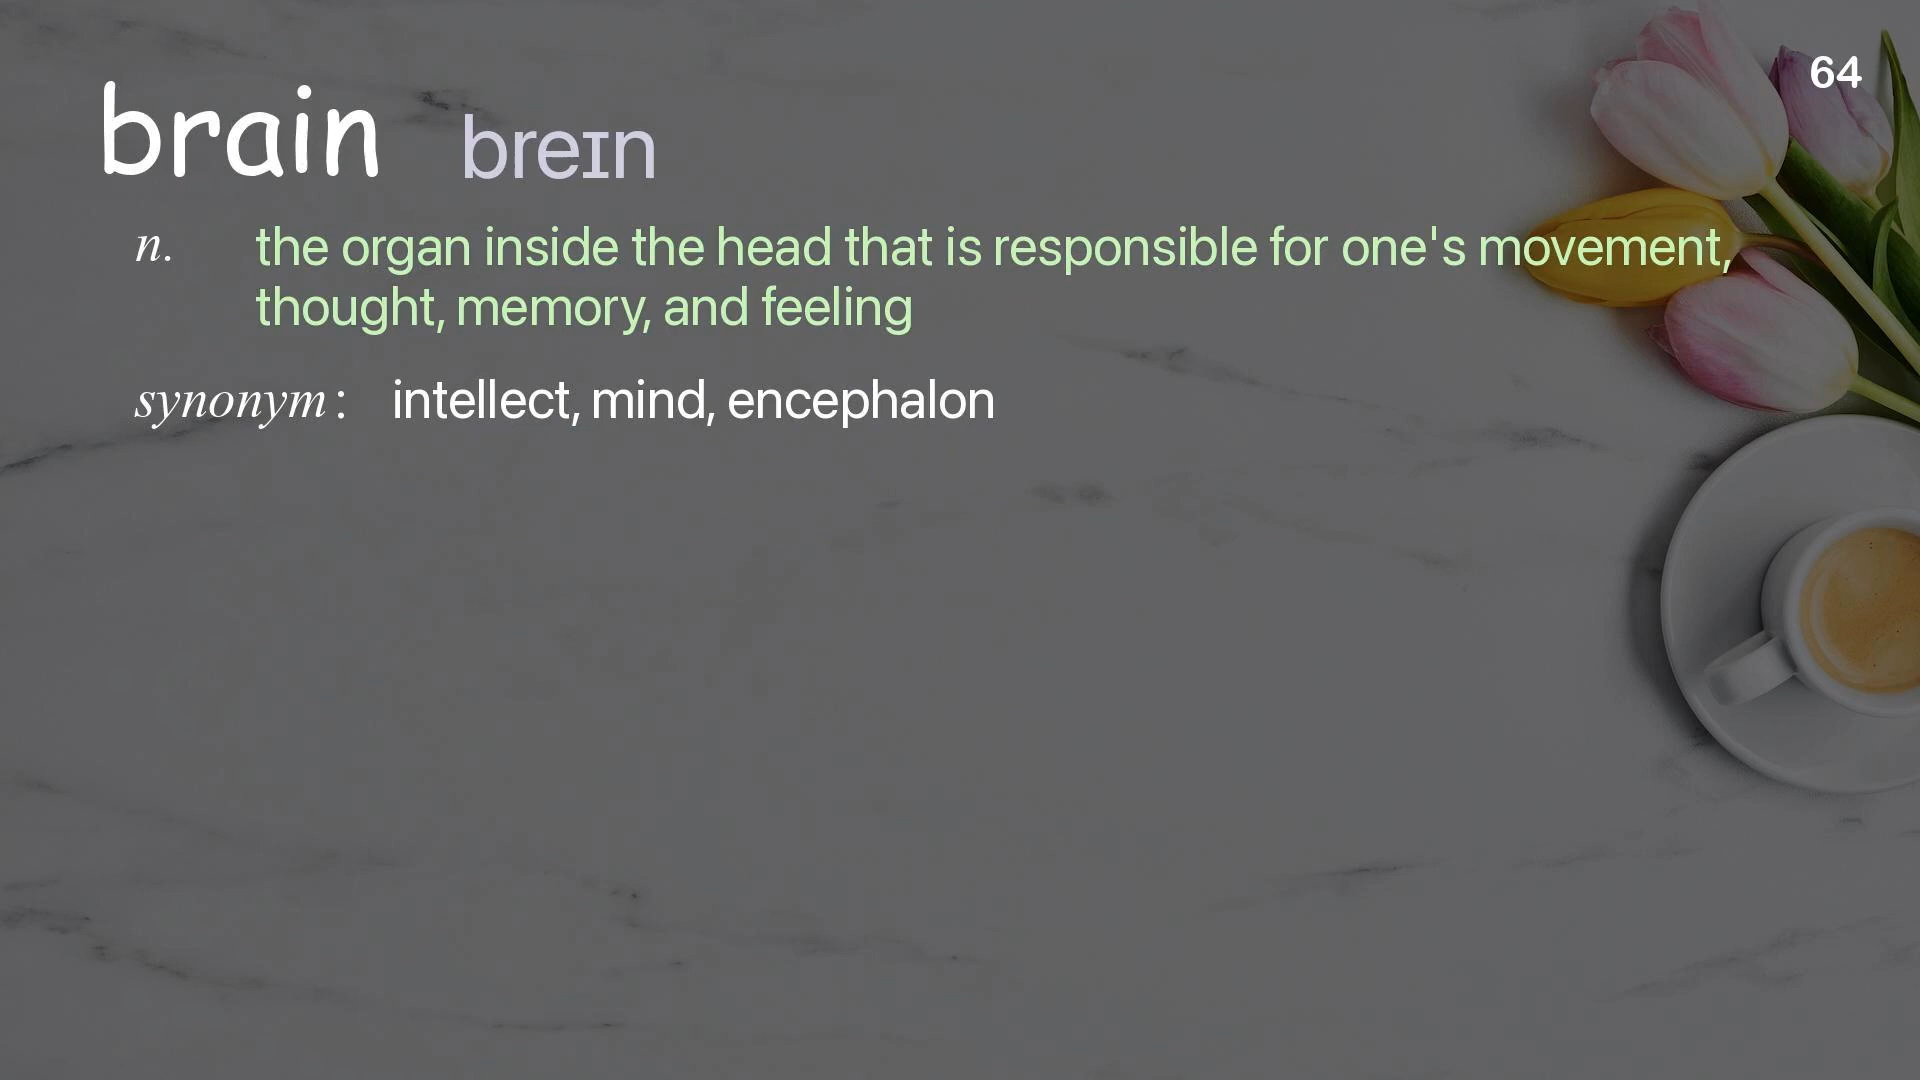 64
brain breɪn
n. the organ inside the head that is responsible for one's movement,
thought, memory, and feeling
synonym : intellect, mind, encephalon